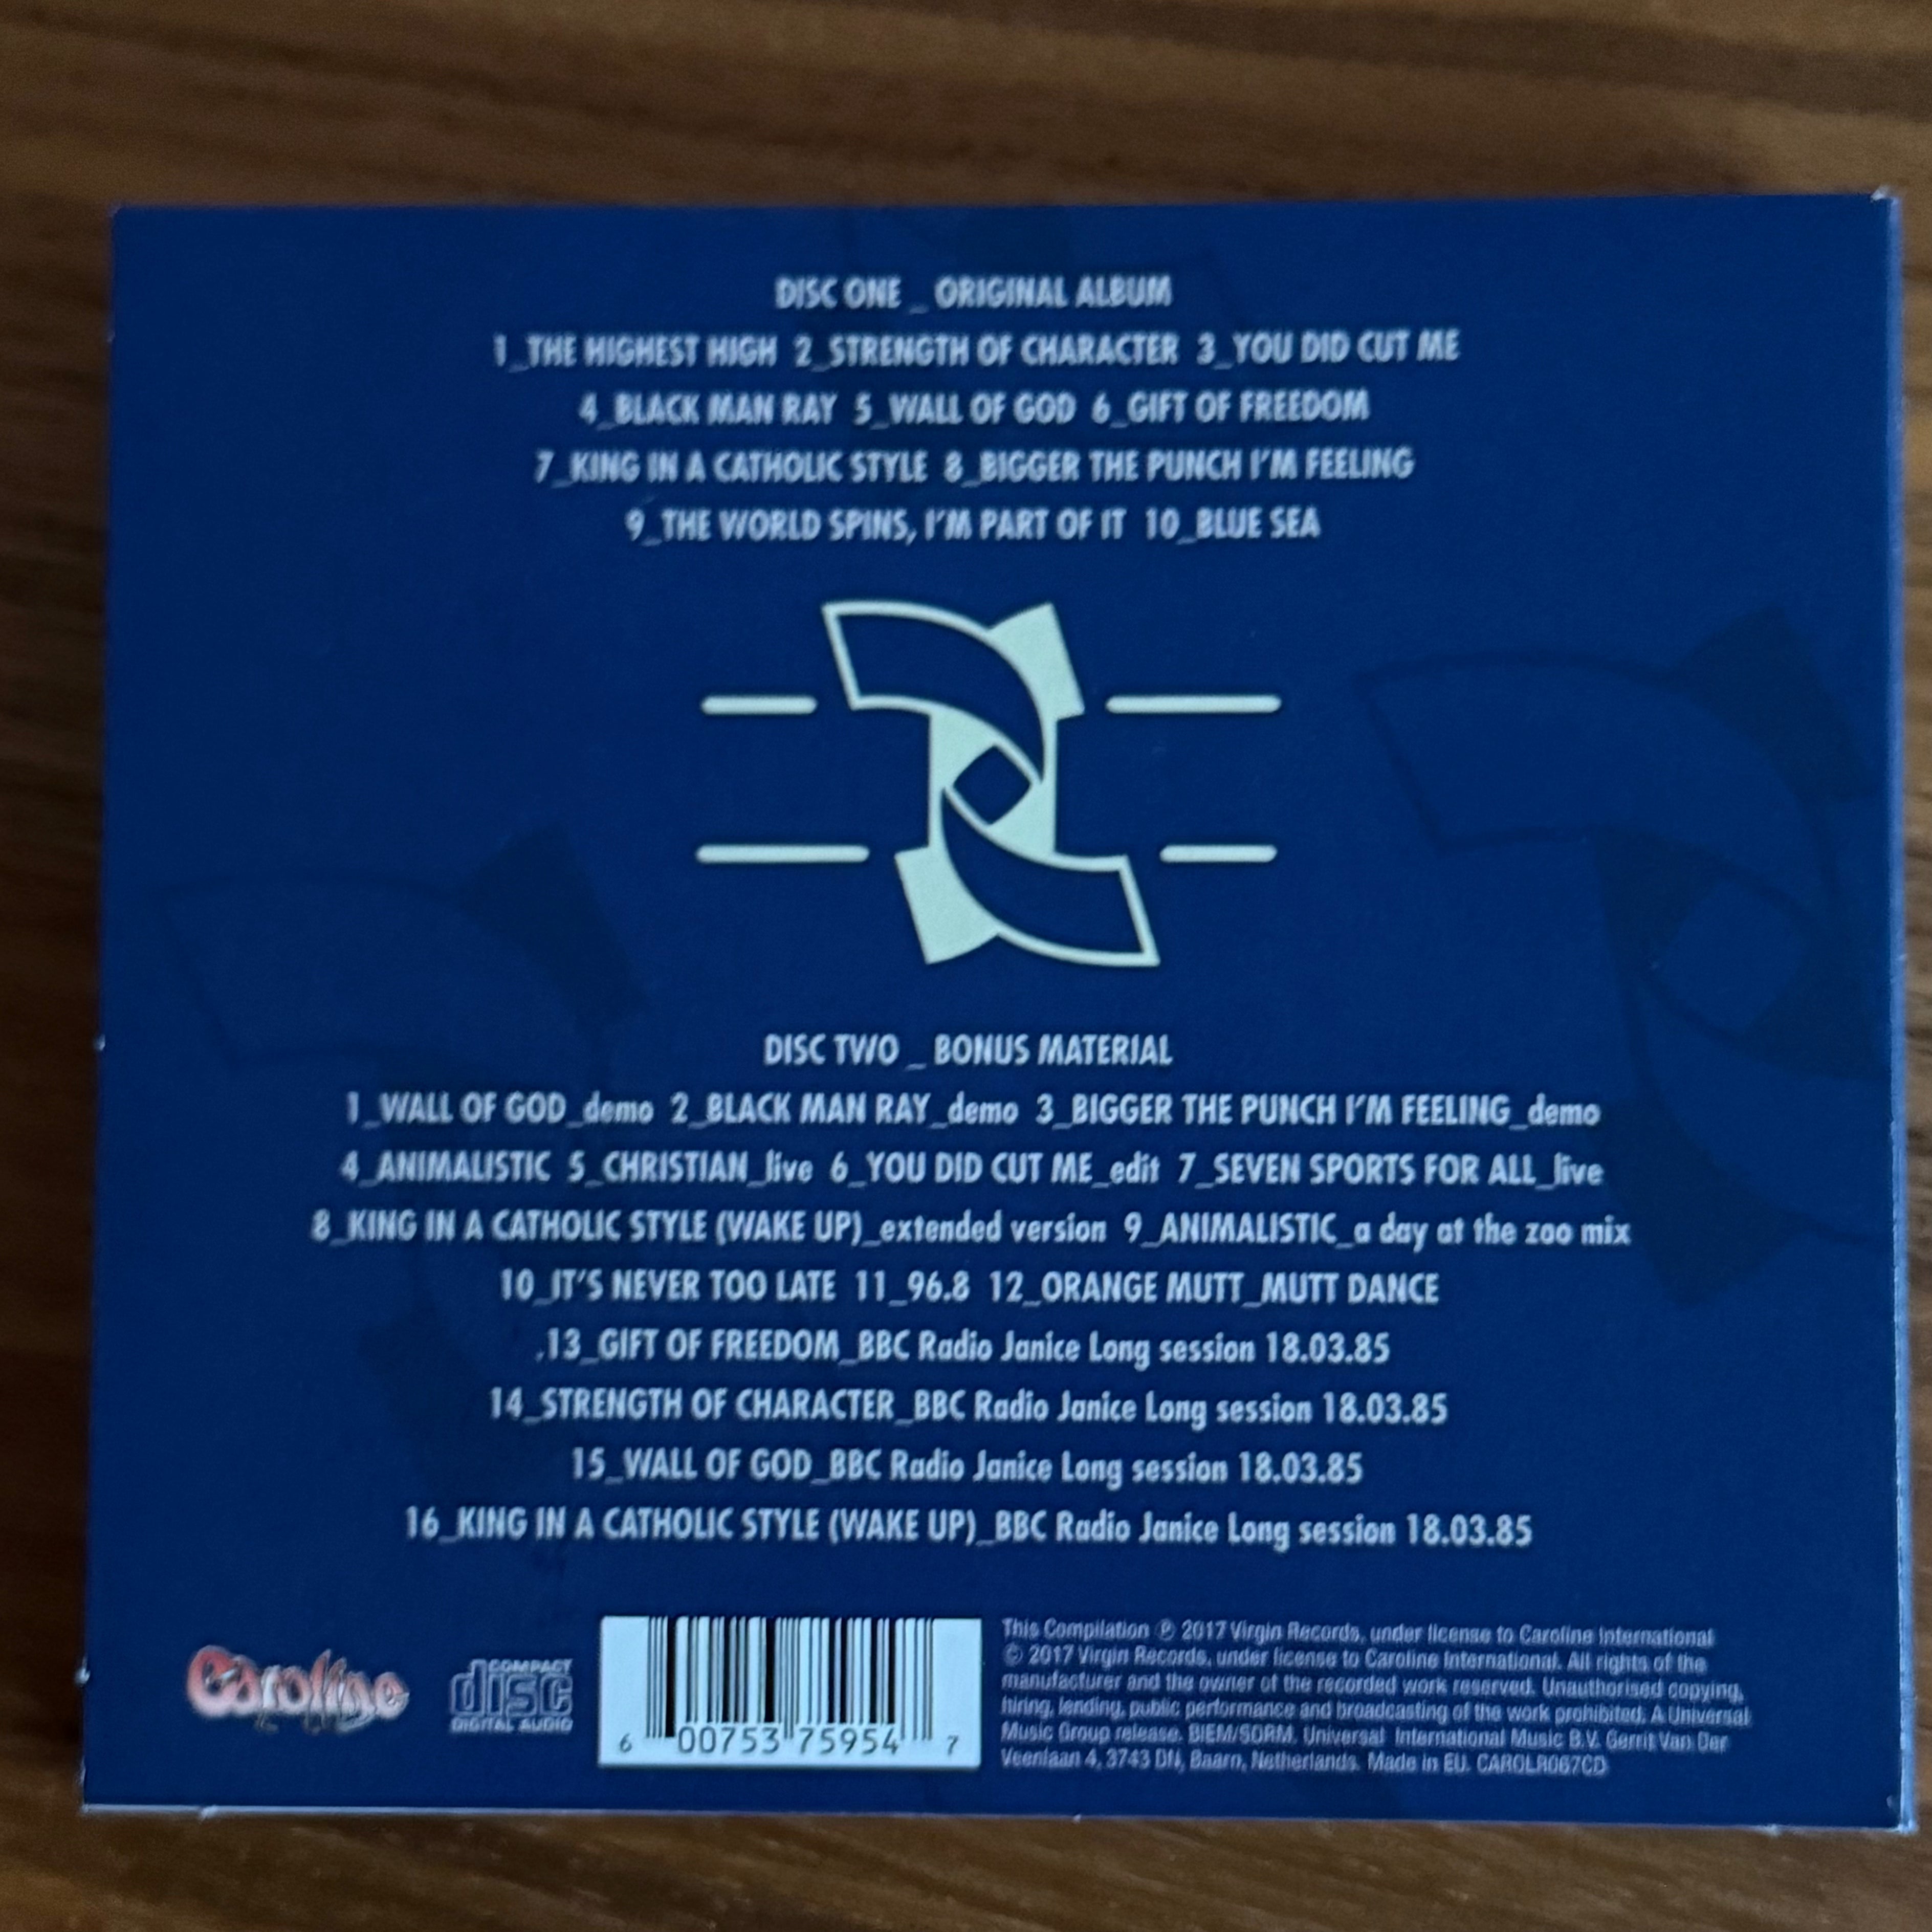 DISC ONE _ ORIGINAL ALBUM
1_THE HIGHEST HIGH 2_STRENGTH OF CHARACTER 3_YOU DID CUT ME
4_BLACK MAN RAY 5_WALL OF GOD 6_GIFT OF FREEDOM
7_KING IN A CATHOLIC STYLE 8_BIGGER THE PUNCH I'M FEELING
9_THE WORLD SPINS, I'M PART OF IT 10_BLUE SEA
DISC TWO _ BONUS MATERIAL
1_WALL OF GOD_demo 2_BLACK MAN RAY_demo 3_BIGGER THE PUNCH I'M FEELING_demo
4_ANIMALISTIC 5_CHRISTIAN_live 6_YOU DID CUT ME_edit 7_SEVEN SPORTS FOR ALL_live
8_KING IN A CATHOLIC STYLE (WAKE UP)_extended version 9_ANIMALISTIC_a day at the zoo mix
10_IT'S NEVER TOO LATE 11_96.8 12_ORANGE MUTT_MUTT DANCE
.13_GIFT OF FREEDOM_BBC Radio Janice Long session 18.03.85
14_STRENGTH OF CHARACTER_BBC Radio Janice Long session 18.03.85
15_WALL OF GOD_BBC Radio Janice Long session 18.03.85
16_KING IN A CATHOLIC STYLE (WAKE UP)_BBC Radio Janice Long session 18.03.85
Caroline
COMPACT
disc
DIGITAL AUDIO
6 00753 75954 7
This Compilation ℗ 2017 Virgin Records, under license to Caroline International
© 2017 Virgin Records, under license to Caroline International. All rights of the
manufacturer and the owner of the recorded work reserved. Unauthorised copying,
hiring, lending, public performance and broadcasting of the work prohibited. A Universal
Music Group release. BIEM/SDRM. Universal International Music B.V. Gerrit Van Der
Veenlaan 4, 3743 DN, Baarn, Netherlands. Made in EU. CAROLR067CD